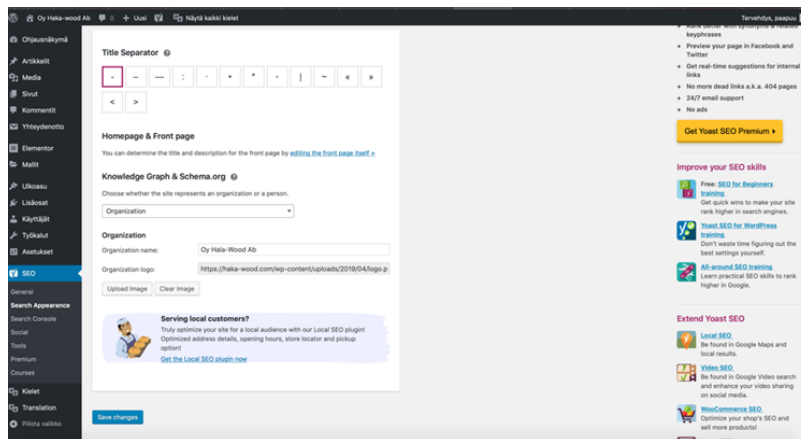 Oy Haka-wood Ab 0 + Uusi Näytä kaikki kielet Tervehdys, paapuu
Ohjausnäkymä
Artikkelit
Media
Sivut
Kommentit
Yhteydenotto
Elementor
Mallit
Ulkoasu
Lisäosat
Käyttäjät
Työkalut
Asetukset
SEO
General
Search Appearance
Search Console
Social
Tools
Premium
Courses
Kielet
Translation
Piilota valikko
Title Separator
- – — : · • * ⋆ | ~ « »
< >
Homepage & Front page
You can determine the title and description for the front page by editing the front page itself »
Knowledge Graph & Schema.org
Choose whether the site represents an organization or a person.
Organization
Organization
Organization name: Oy Hala-Wood Ab
Organization logo: https://haka-wood.com/wp-content/uploads/2019/04/logo.p
Upload Image Clear Image
Serving local customers?
Truly optimize your site for a local audience with our Local SEO plugin!
Optimized address details, opening hours, store locator and pickup
option!
Get the Local SEO plugin now
Save changes
Rank better with synonyms & related
keyphrases
Preview your page in Facebook and
Twitter
Get real-time suggestions for internal
links
No more dead links a.k.a. 404 pages
24/7 email support
No ads
Get Yoast SEO Premium
Improve your SEO skills
Free: SEO for Beginners
training
Get quick wins to make your site
rank higher in search engines.
Yoast SEO for WordPress
training
Don't waste time figuring out the
best settings yourself.
All-around SEO training
Learn practical SEO skills to rank
higher in Google.
Extend Yoast SEO
Local SEO
Be found in Google Maps and
local results.
Video SEO
Be found in Google Video search
and enhance your video sharing
on social media.
WooCommerce SEO
Optimize your shop's SEO and
sell more products!